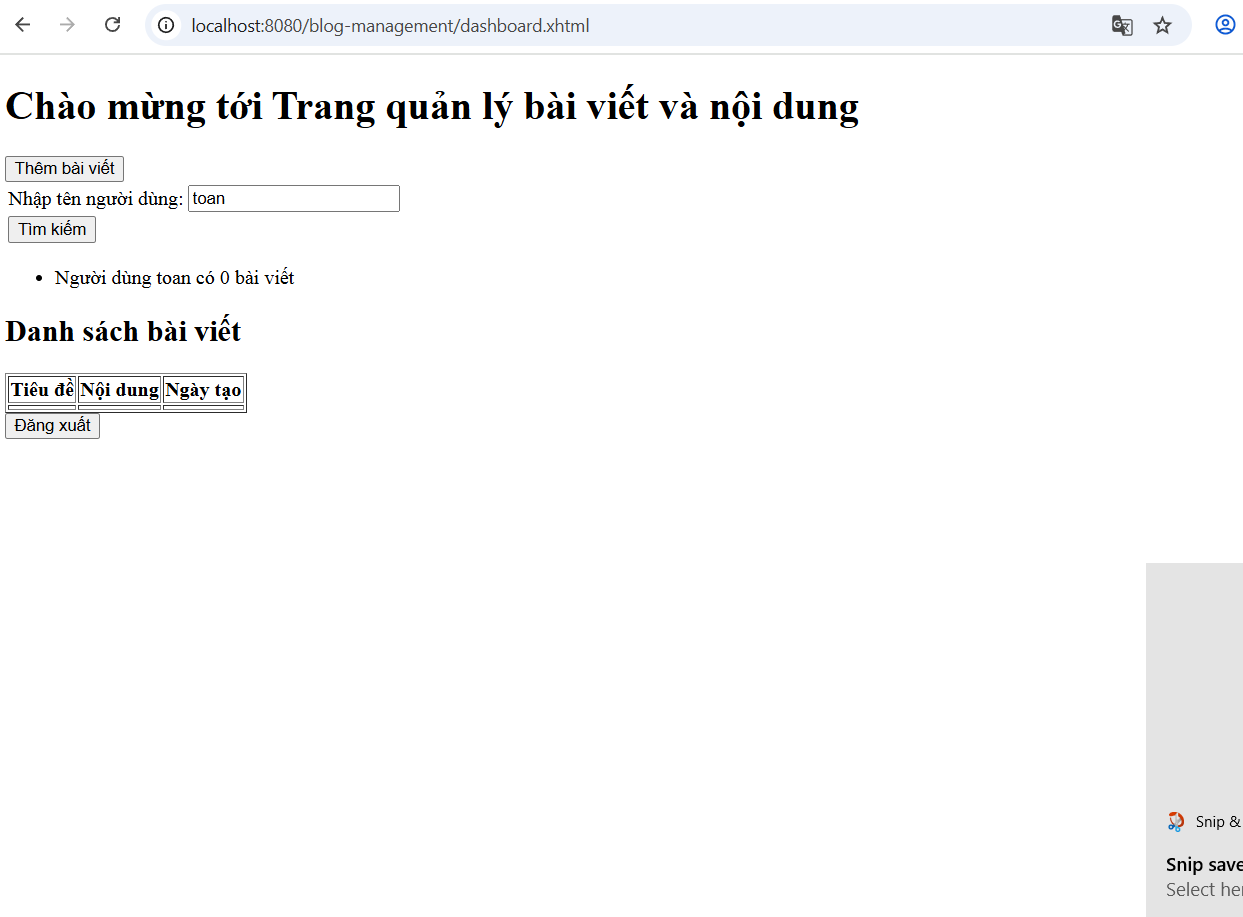 localhost:8080/blog-management/dashboard.xhtml
Chào mừng tới Trang quản lý bài viết và nội dung
Thêm bài viết
Nhập tên người dùng: toan
Tìm kiếm
Người dùng toan có 0 bài viết
Danh sách bài viết
Tiêu đề Nội dung Ngày tạo
Đăng xuất
Snip &
Snip save
Select her